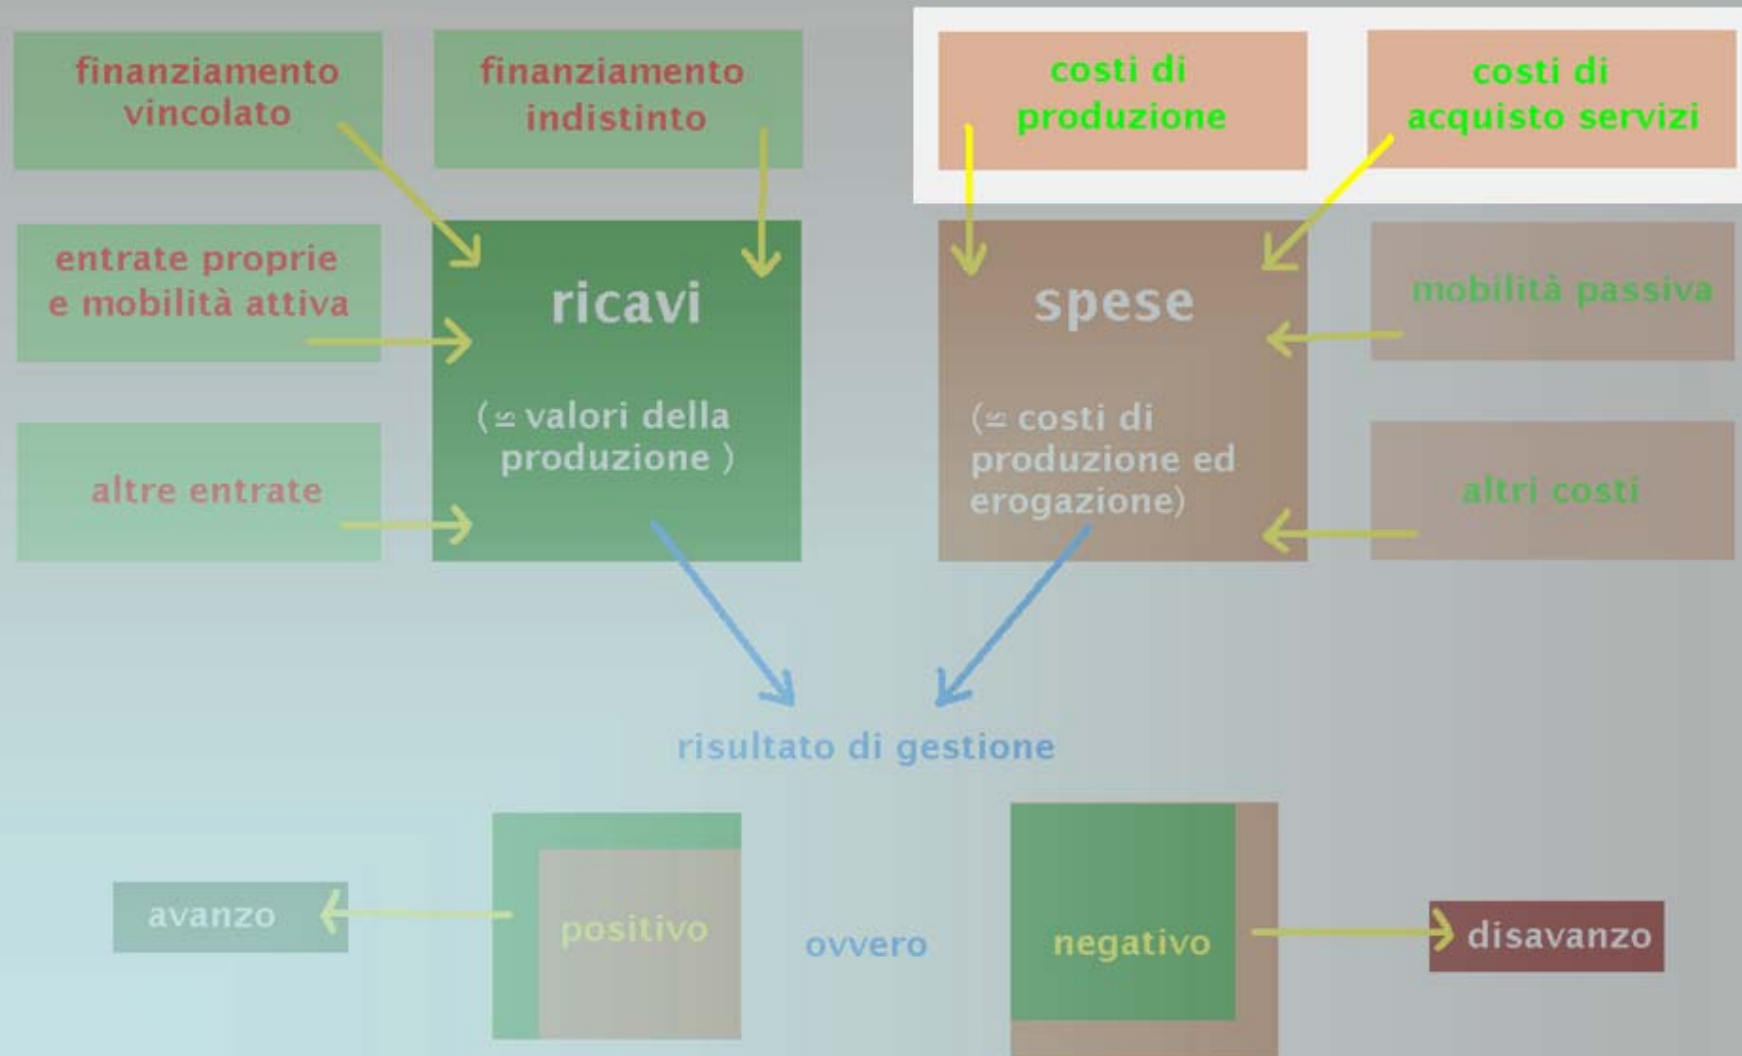 finanziamento
vincolato
finanziamento
indistinto
costi di
produzione
costi di
acquisto servizi
entrate proprie
e mobilità attiva
ricavi
(≌ valori della
produzione )
spese
(≌ costi di
produzione ed
erogazione)
mobilità passiva
altre entrate
altri costi
risultato di gestione
avanzo
positivo
ovvero
negativo
disavanzo